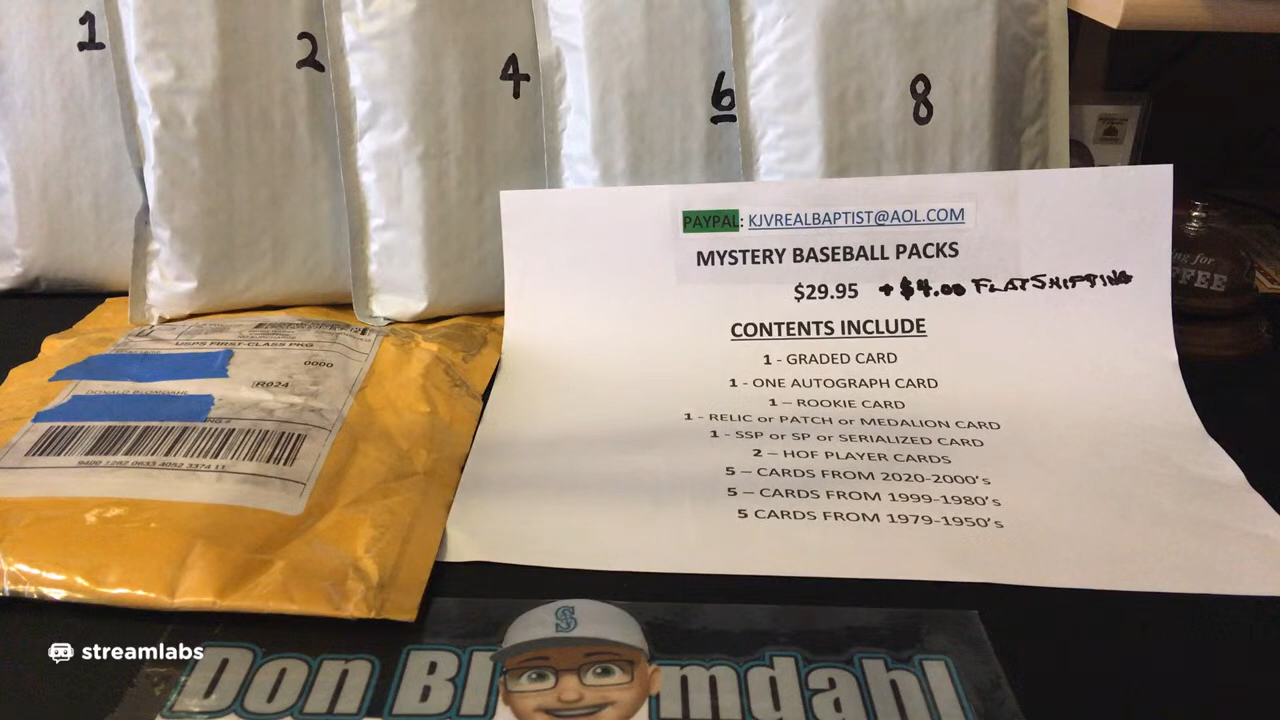 1
2
4
6
8
PAYPAL: KJVREALBAPTIST@AOL.COM
MYSTERY BASEBALL PACKS
$29.95 + $4.00 FLAT SHIPPING
CONTENTS INCLUDE
1 - GRADED CARD
1 - ONE AUTOGRAPH CARD
1 – ROOKIE CARD
1 - RELIC or PATCH or MEDALION CARD
1 - SSP or SP or SERIALIZED CARD
2 – HOF PLAYER CARDS
5 – CARDS FROM 2020-2000's
5 – CARDS FROM 1999-1980's
5 CARDS FROM 1979-1950's
USPS FIRST-CLASS PKG
0000
R024
DONALD BLOMDAHL
9400 1282 0633 4052 3374 11
FFEE
streamlabs
S
Don Bl mdahl